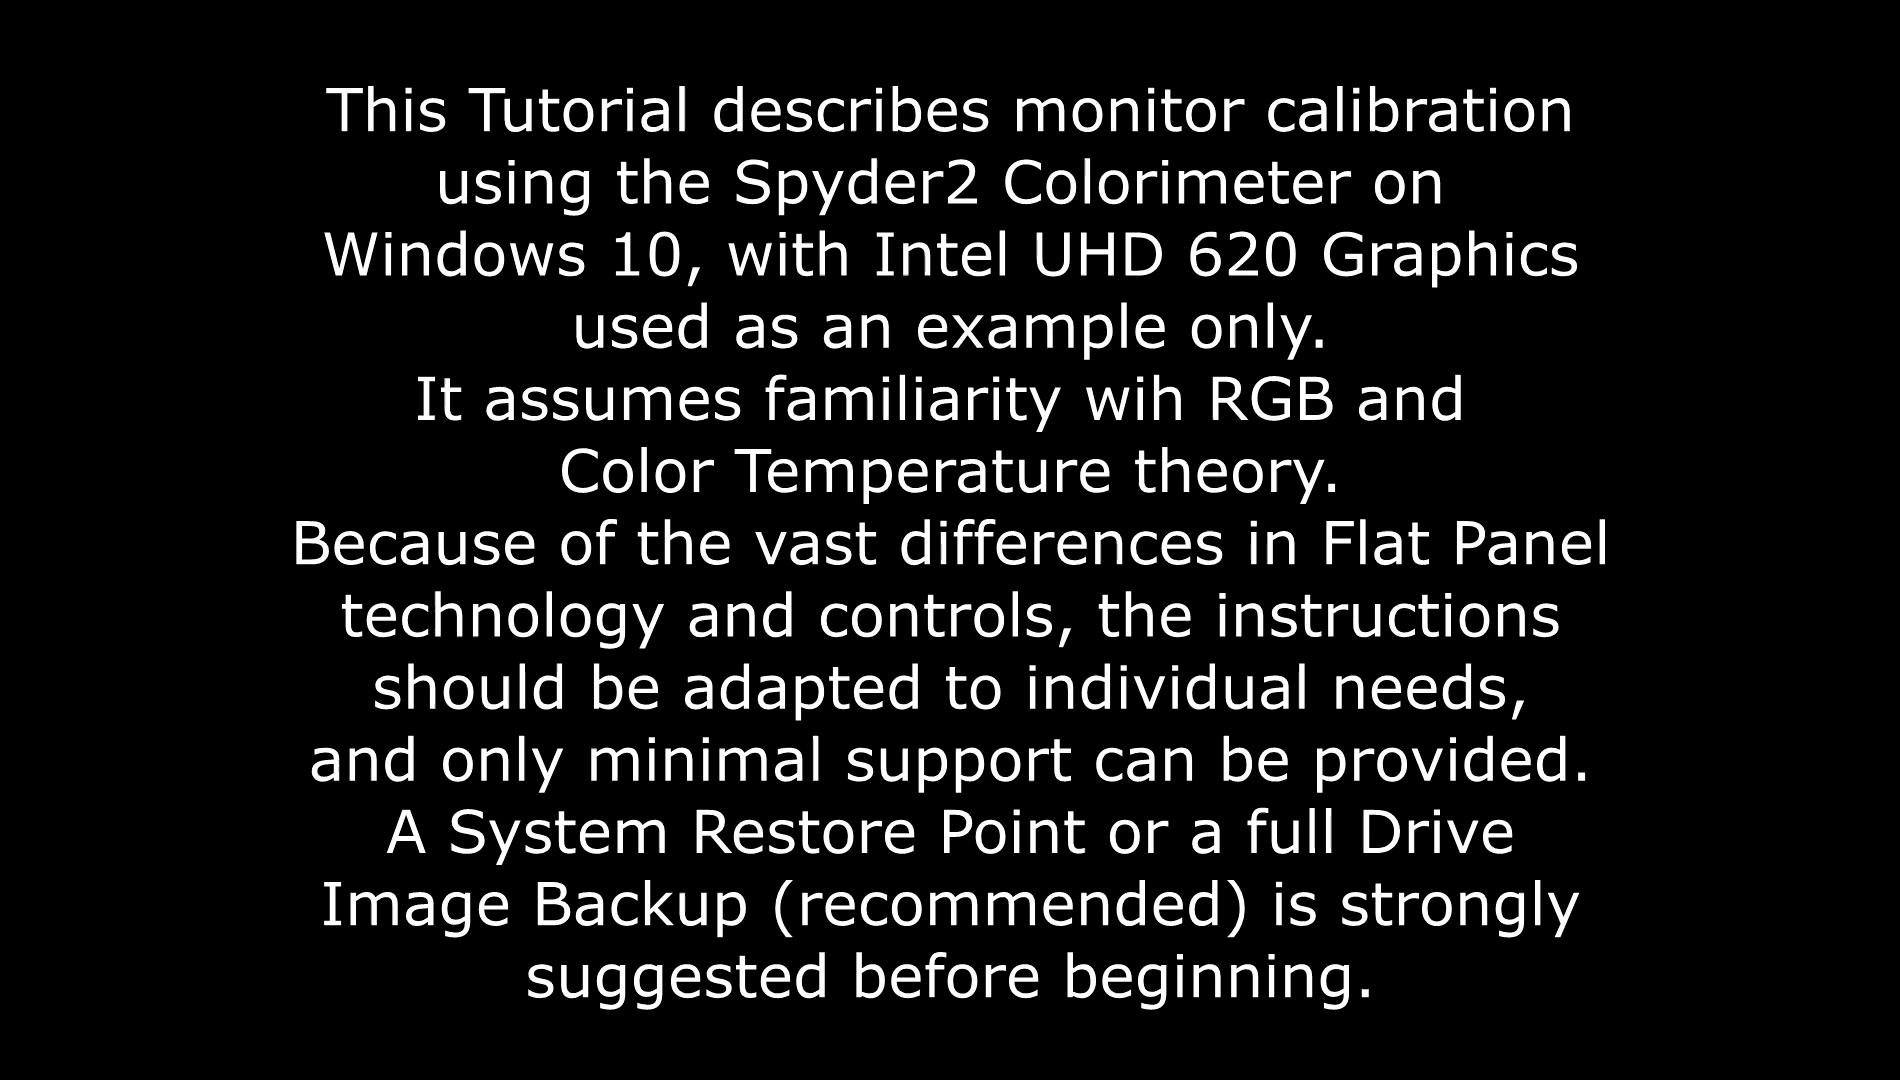 This Tutorial describes monitor calibration
using the Spyder2 Colorimeter on
Windows 10, with Intel UHD 620 Graphics
used as an example only.
It assumes familiarity wih RGB and
Color Temperature theory.
Because of the vast differences in Flat Panel
technology and controls, the instructions
should be adapted to individual needs,
and only minimal support can be provided.
A System Restore Point or a full Drive
Image Backup (recommended) is strongly
suggested before beginning.